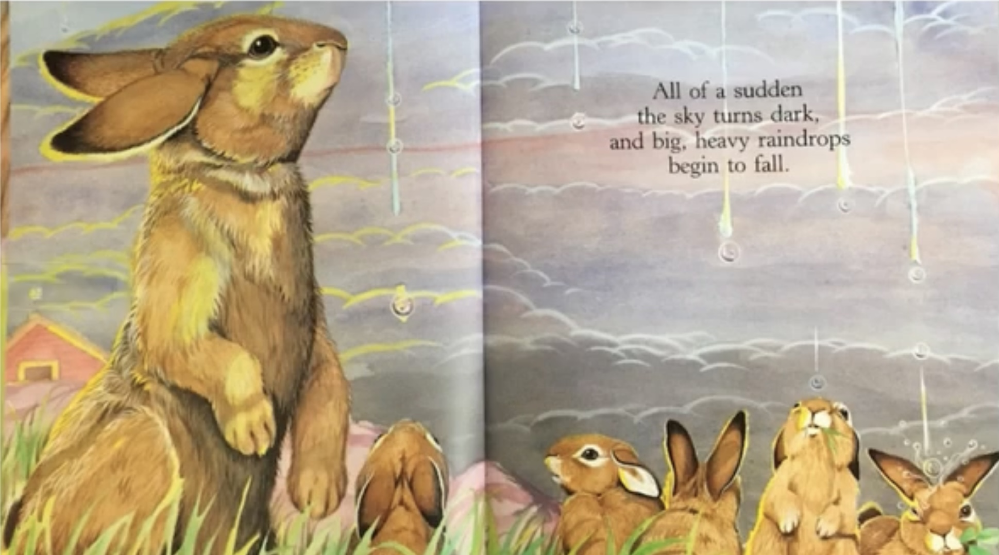 All of a sudden
the sky turns dark,
and big, heavy raindrops
begin to fall.